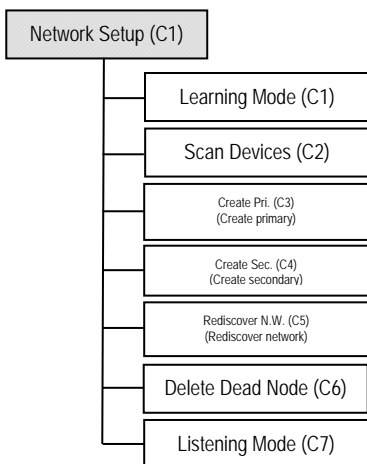 Network Setup (C1)
Learning Mode (C1)
Scan Devices (C2)
Create Pri. (C3)
(Create primary)
Create Sec. (C4)
(Create secondary)
Rediscover N.W. (C5)
(Rediscover network)
Delete Dead Node (C6)
Listening Mode (C7)